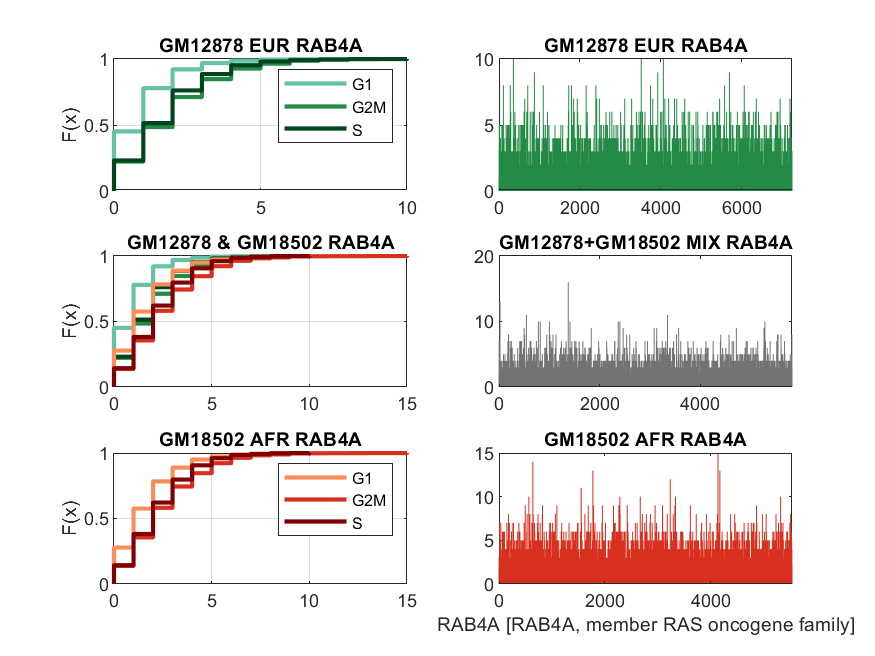 GM12878 EUR RAB4A
1
0.5
0
F(x)
0 5 10
G1
G2M
S
GM12878 EUR RAB4A
10
5
0
0 2000 4000 6000
GM12878 & GM18502 RAB4A
1
0.5
0
F(x)
0 5 10 15
GM12878+GM18502 MIX RAB4A
20
10
0
0 2000 4000
GM18502 AFR RAB4A
1
0.5
0
F(x)
0 5 10 15
G1
G2M
S
GM18502 AFR RAB4A
15
10
5
0
0 2000 4000
RAB4A [RAB4A, member RAS oncogene family]